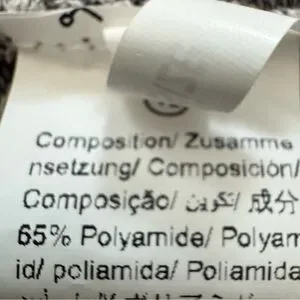 Composition/ Zusamme
nsetzung/ Composición/
Composição/ تكوين/ 成分
65% Polyamide/ Polyam
id/ poliamida/ Poliamida